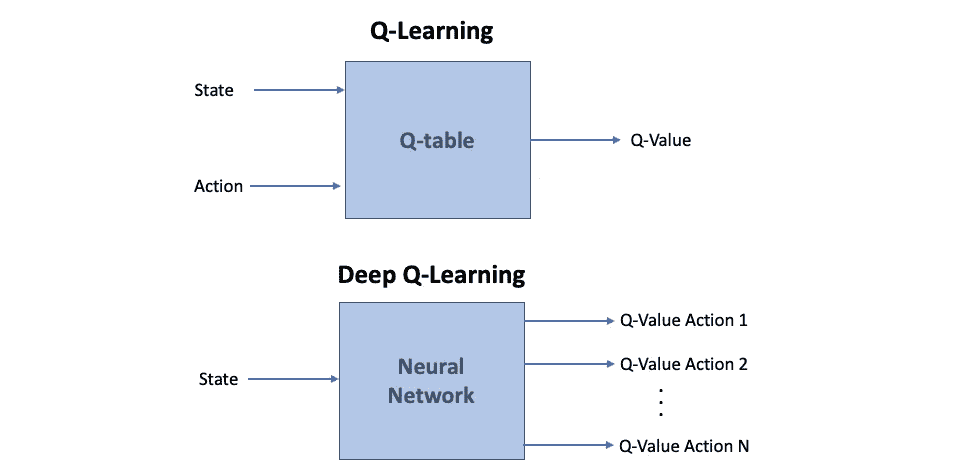 Q-Learning
State
Q-table
Q-Value
Action
Deep Q-Learning
Q-Value Action 1
Neural
Network
Q-Value Action 2
State
Q-Value Action N